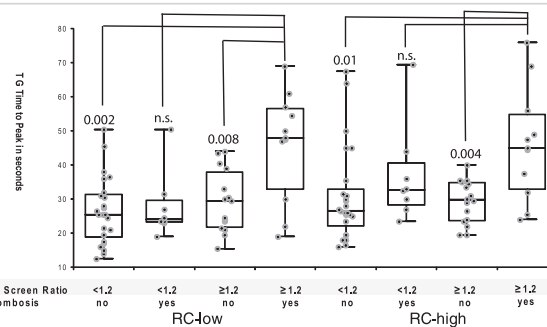 80
TG Time to Peak in seconds
70
60
50
40
30
20
10
0.002
n.s.
0.008
0.01
n.s.
0.004
Screen Ratio <1.2 <1.2 ≥1.2 ≥1.2 <1.2 <1.2 ≥1.2 ≥1.2
ombosis no yes no yes no yes no yes
RC-low RC-high